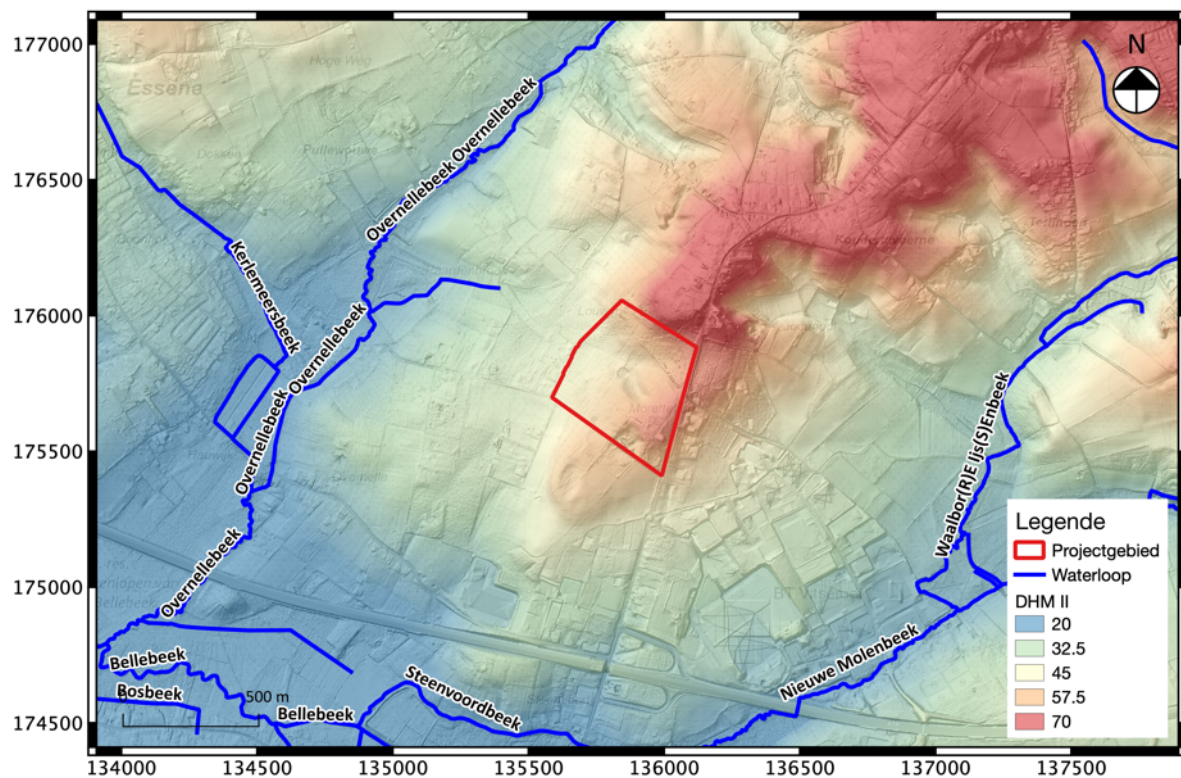 177000
176500
176000
175500
175000
174500
134000
134500
135000
135500
136000
136500
137000
137500
N
Hoge Weg
Essene
Overnellebeek
Overnellebeek
Kerlemeersbeek
Overnellebeek
Overnellebeek
Overnellebeek
Bellebeek
Bosbeek
500 m
Bellebeek
Steenvoordbeek
Nieuwe Molenbeek
Waalbor(R)E Ijs(S)Enbeek
Legende
Projectgebied
Waterloop
DHM II
20
32.5
45
57.5
70